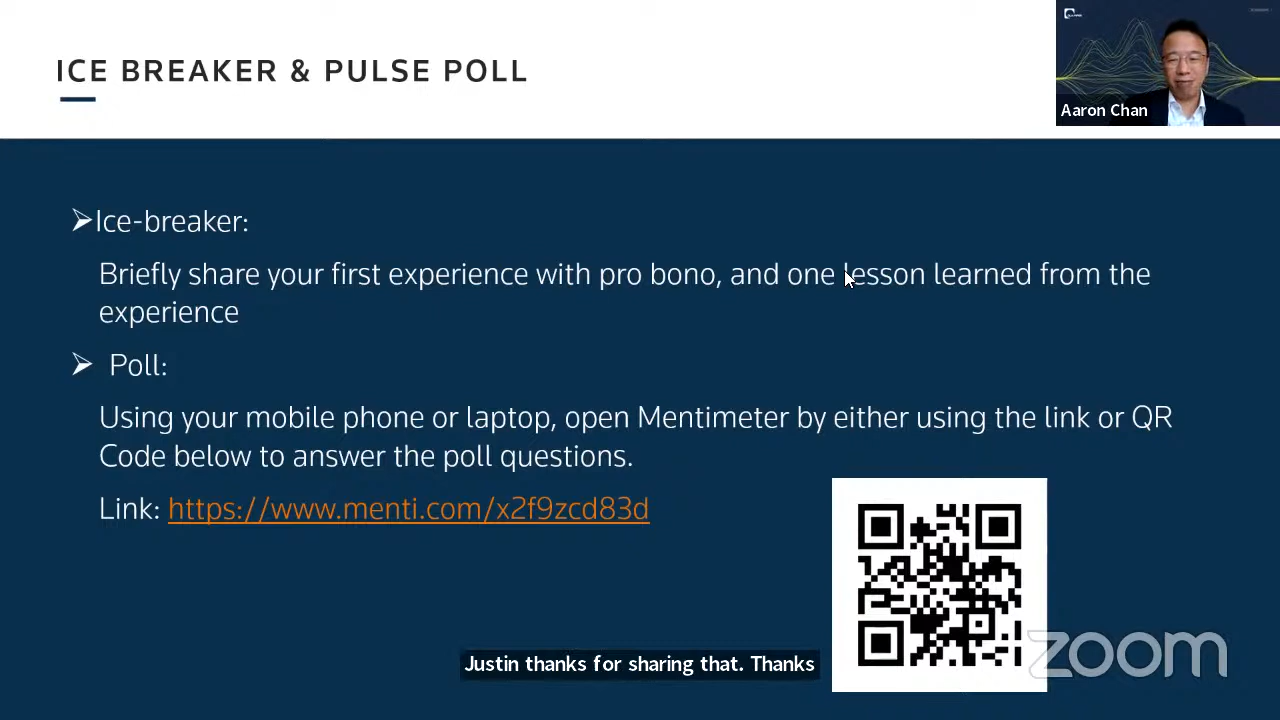 ICE BREAKER & PULSE POLL
Aaron Chan
➢Ice-breaker:
Briefly share your first experience with pro bono, and one lesson learned from the
experience
➢ Poll:
Using your mobile phone or laptop, open Mentimeter by either using the link or QR
Code below to answer the poll questions.
Link: https://www.menti.com/x2f9zcd83d
Justin thanks for sharing that. Thanks
zoom